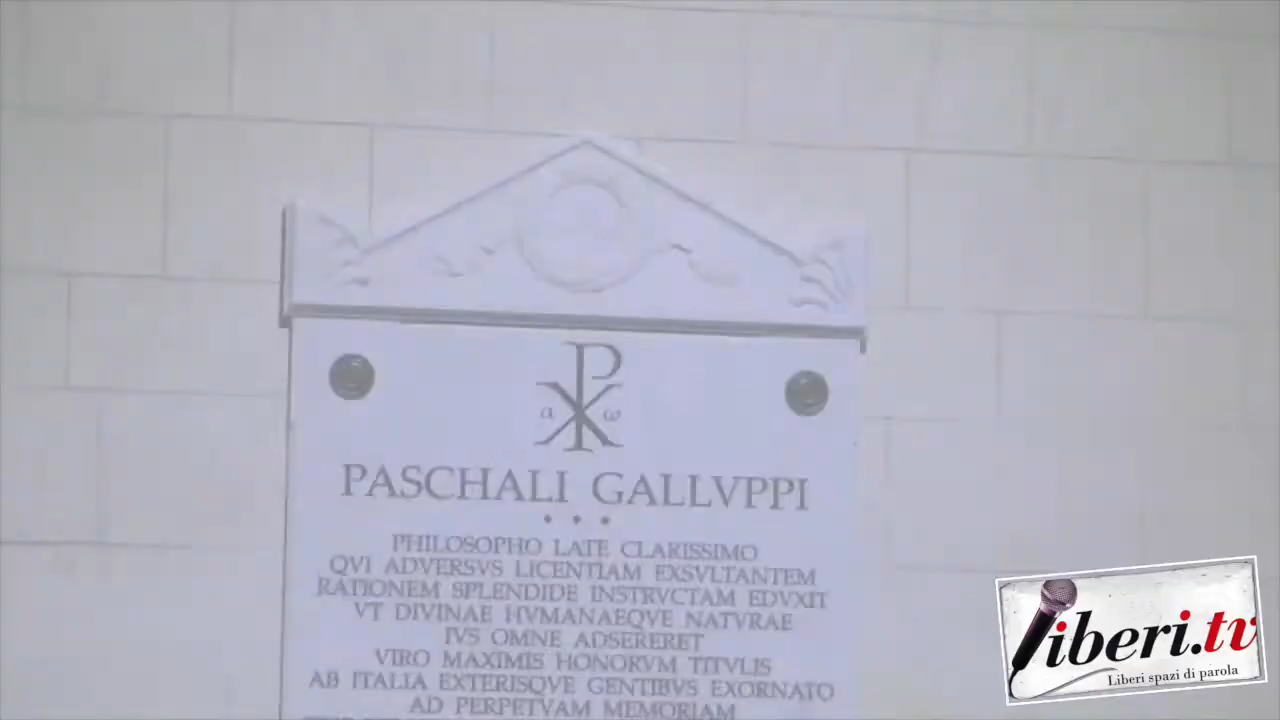 α ω
PASCHALI GALLVPPI
PHILOSOPHO LATE CLARISSIMO
QVI ADVERSVS LICENTIAM EXSVLTANTEM
RATIONEM SPLENDIDE INSTRVCTAM EDVXIT
VT DIVINAE HVMANAEQVE NATVRAE
IVS OMNE ADSERERET
VIRO MAXIMIS HONORVM TITVLIS
AB ITALIA EXTERISQVE GENTIBVS EXORNATO
AD PERPETVAM MEMORIAM
liberi.tv
Liberi spazi di parola